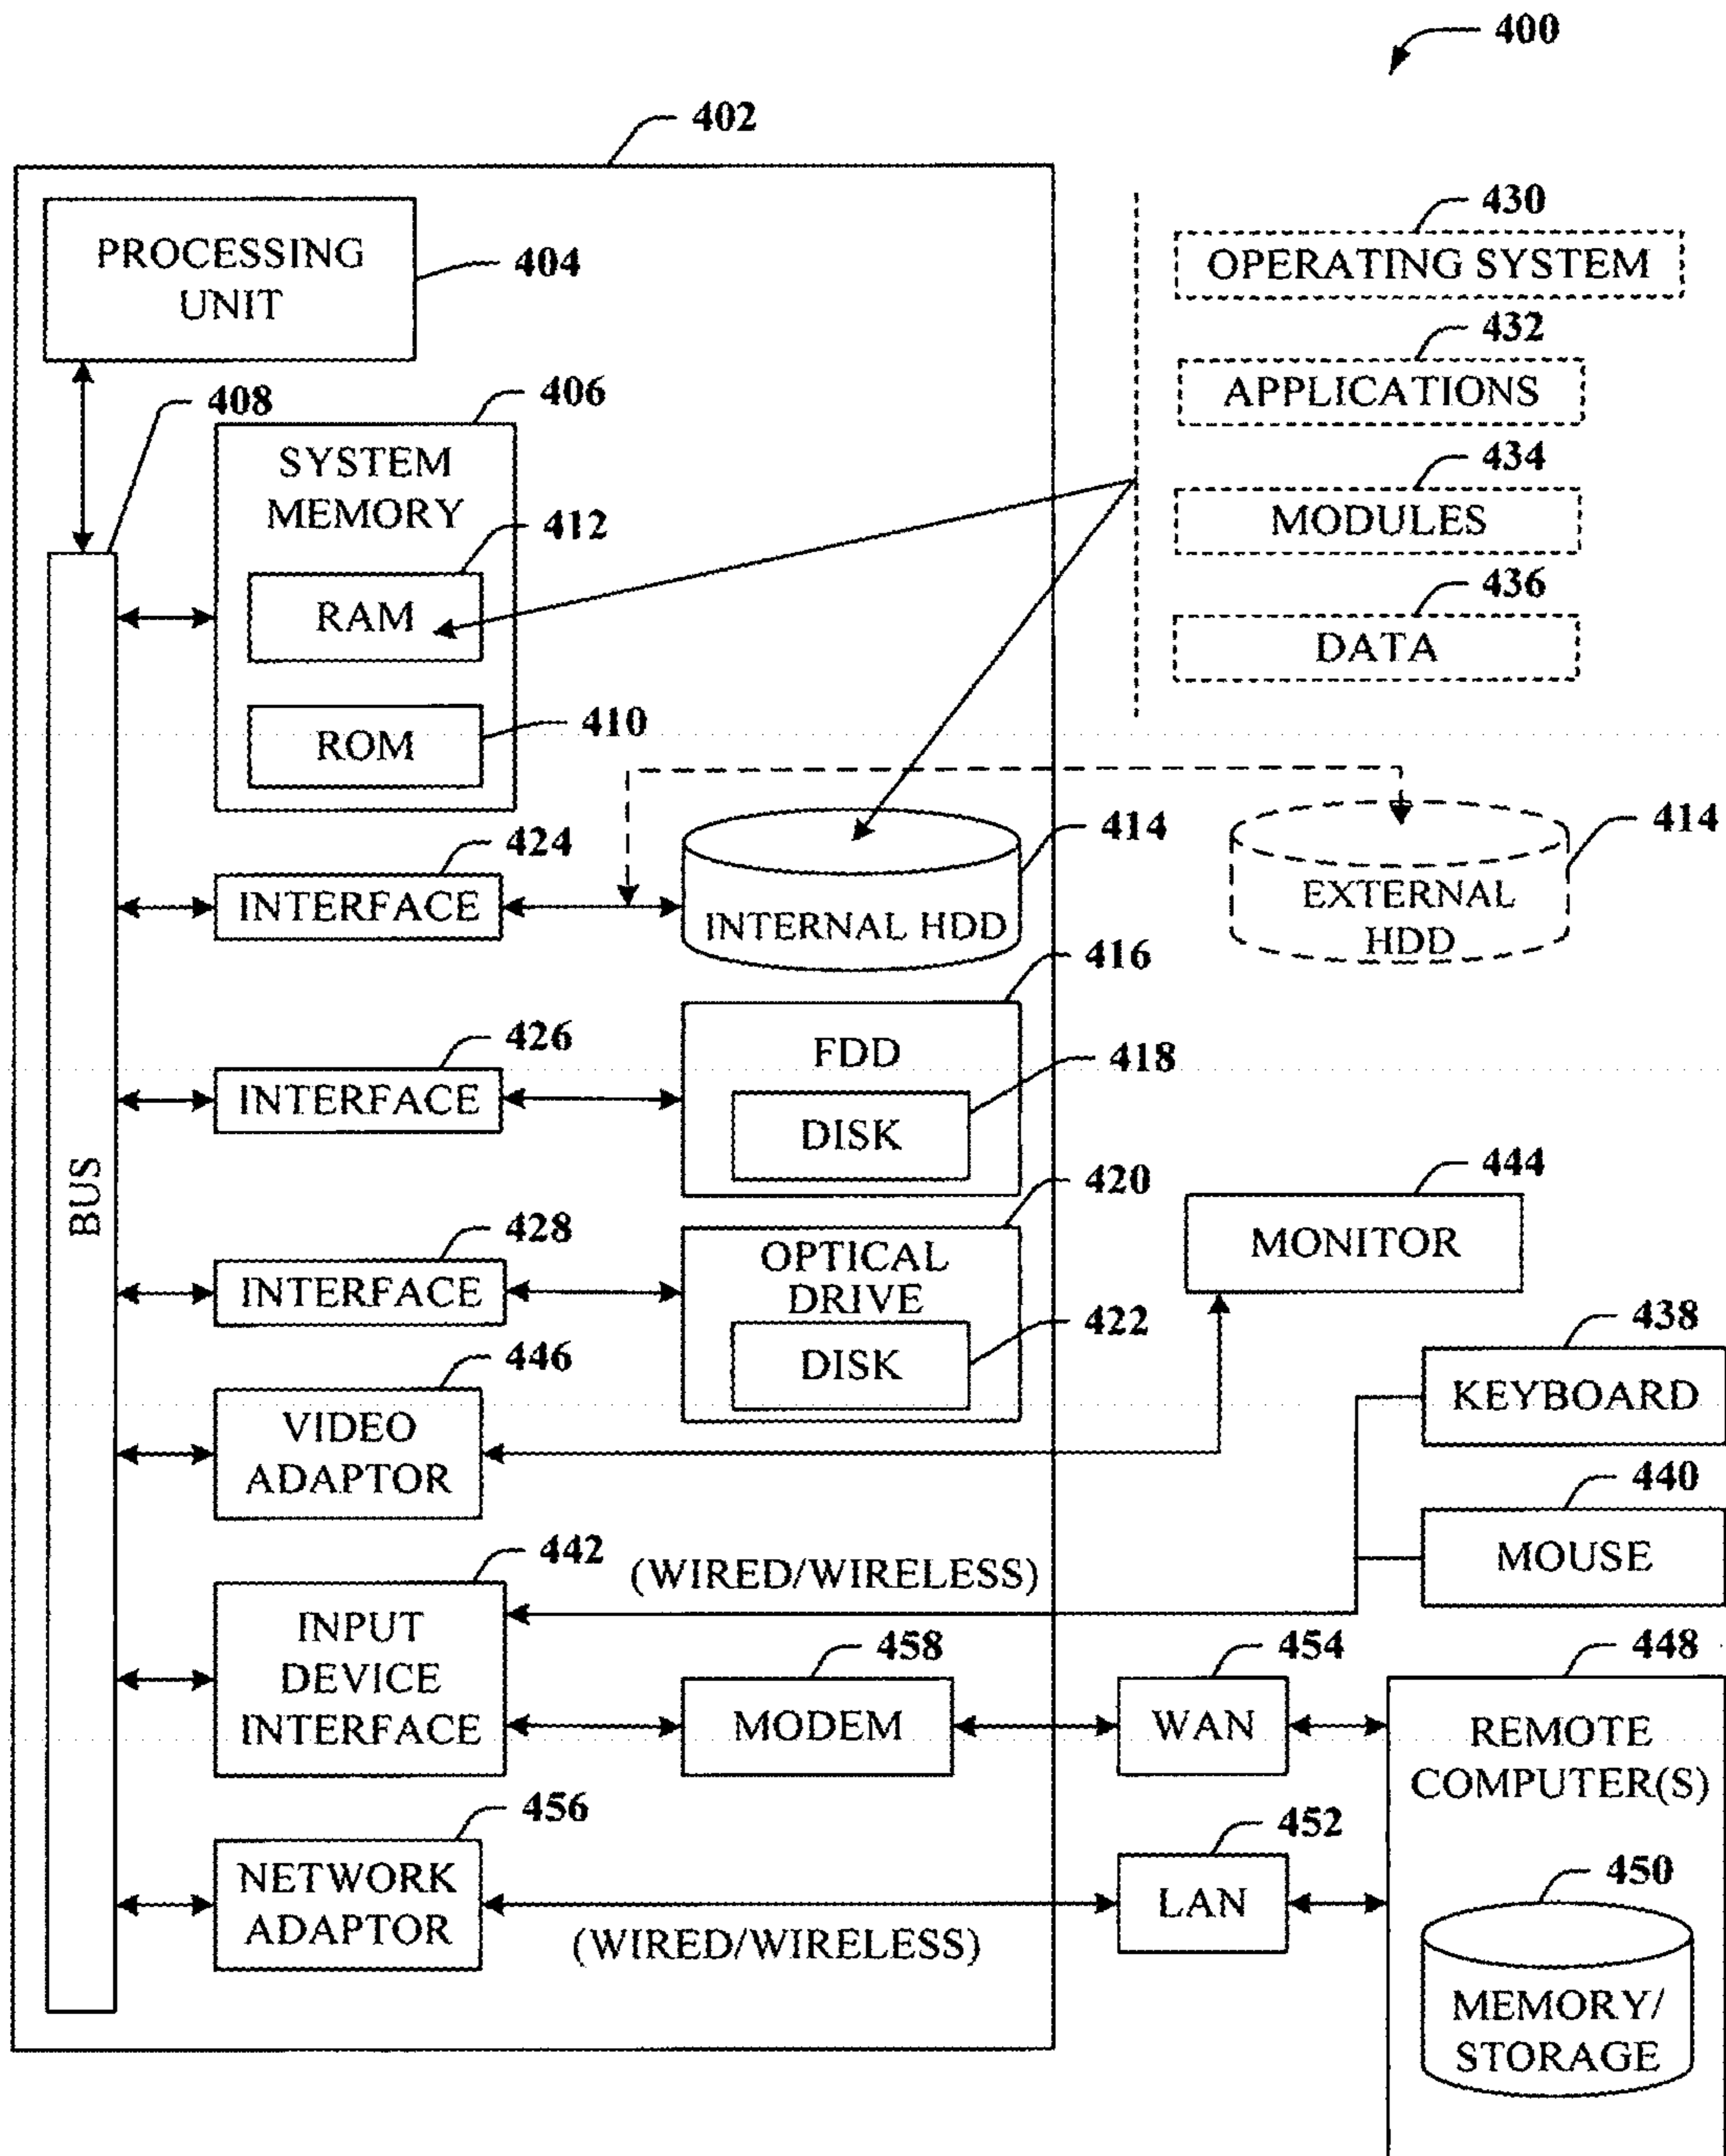 400
402
PROCESSING
UNIT
404
430
OPERATING SYSTEM
432
APPLICATIONS
434
MODULES
436
DATA
408
406
SYSTEM
MEMORY
412
RAM
410
ROM
BUS
424
INTERFACE
414
INTERNAL HDD
414
EXTERNAL
HDD
426
INTERFACE
416
FDD
418
DISK
428
INTERFACE
420
OPTICAL
DRIVE
422
DISK
444
MONITOR
446
VIDEO
ADAPTOR
438
KEYBOARD
440
MOUSE
442
INPUT
DEVICE
INTERFACE
(WIRED/WIRELESS)
458
MODEM
454
WAN
448
REMOTE
COMPUTER(S)
456
NETWORK
ADAPTOR
(WIRED/WIRELESS)
452
LAN
450
MEMORY/
STORAGE